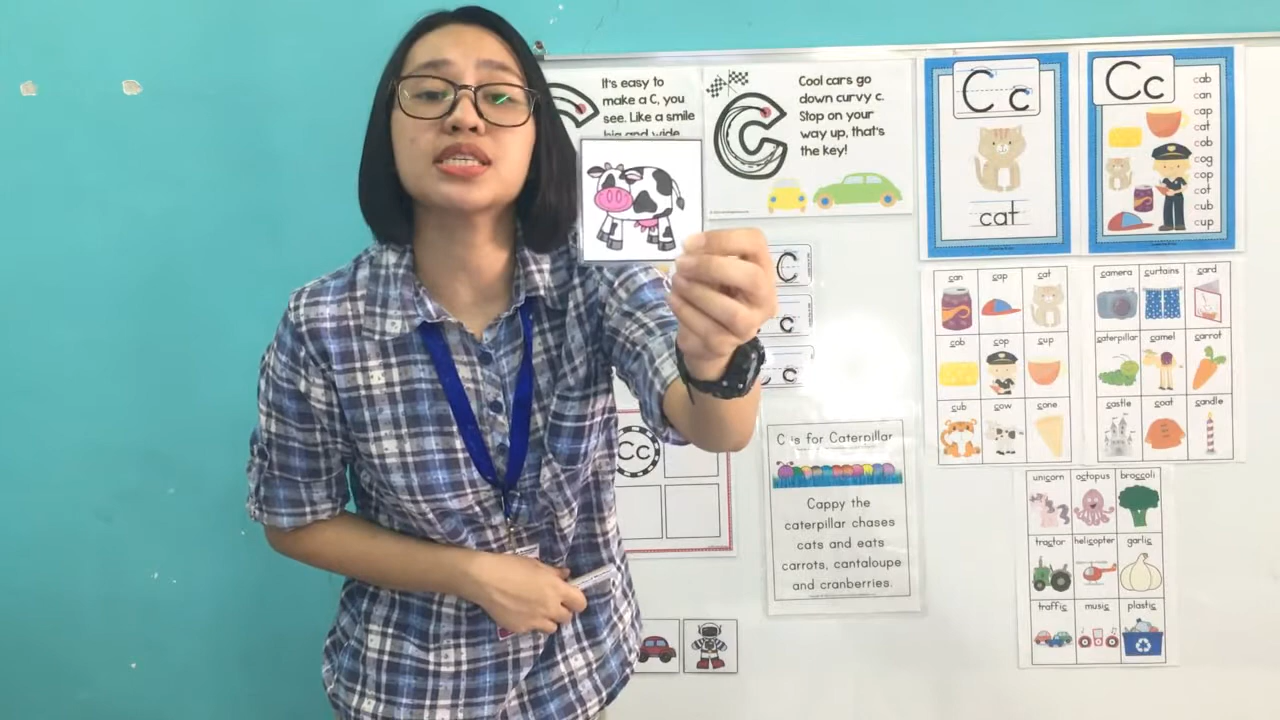 It's easy to
make a C, you
see. Like a smile
big and wide
Cool cars go
down curvy c.
Stop on your
way up, that's
the key!
C c
cat
Cc
cab
can
cap
cat
cob
cog
cop
cot
cub
cup
C
c
c
can cap cat
cob cop cup
cub cow cone
camera curtains card
caterpillar camel carrot
castle coat candle
Cc
C is for Caterpillar
Cappy the
caterpillar chases
cats and eats
carrots, cantaloupe
and cranberries.
unicorn octopus broccoli
tractor helicopter garlic
traffic music plastic